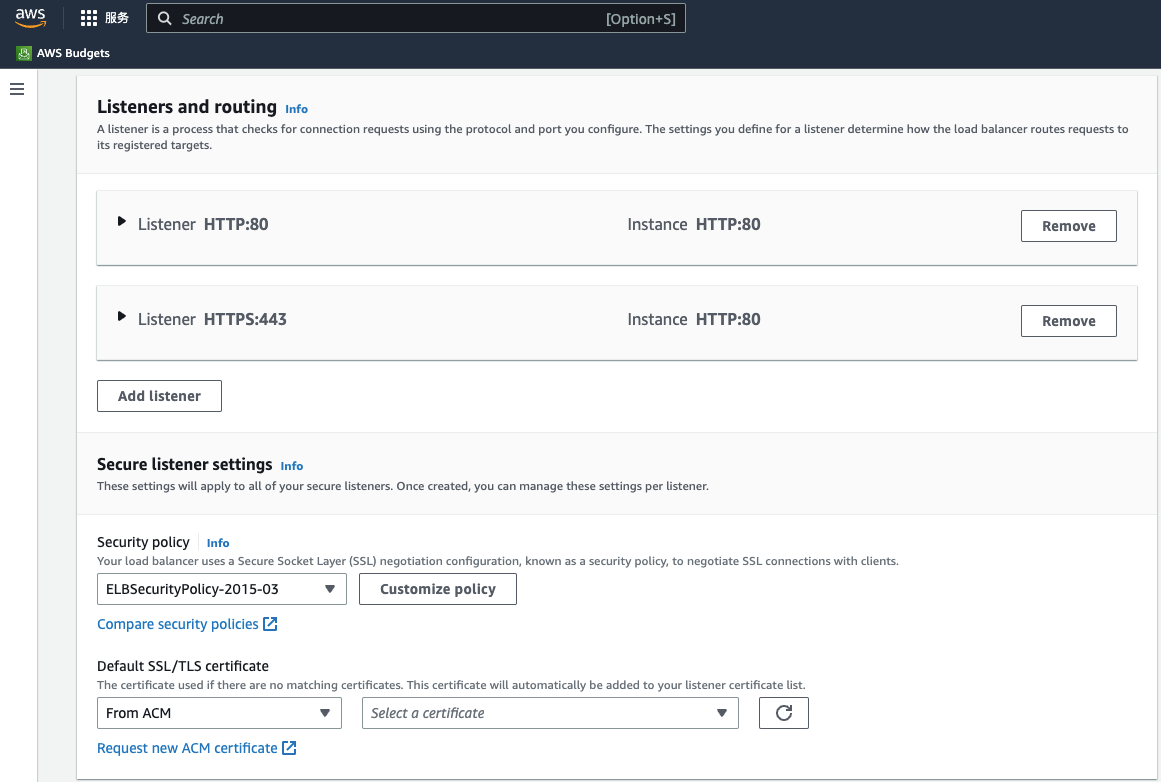 aws
服务
Search
[Option+S]
AWS Budgets
Listeners and routing Info
A listener is a process that checks for connection requests using the protocol and port you configure. The settings you define for a listener determine how the load balancer routes requests to
its registered targets.
Listener HTTP:80
Instance HTTP:80
Remove
Listener HTTPS:443
Instance HTTP:80
Remove
Add listener
Secure listener settings Info
These settings will apply to all of your secure listeners. Once created, you can manage these settings per listener.
Security policy Info
Your load balancer uses a Secure Socket Layer (SSL) negotiation configuration, known as a security policy, to negotiate SSL connections with clients.
ELBSecurityPolicy-2015-03
Customize policy
Compare security policies
Default SSL/TLS certificate
The certificate used if there are no matching certificates. This certificate will automatically be added to your listener certificate list.
From ACM
Select a certificate
Request new ACM certificate